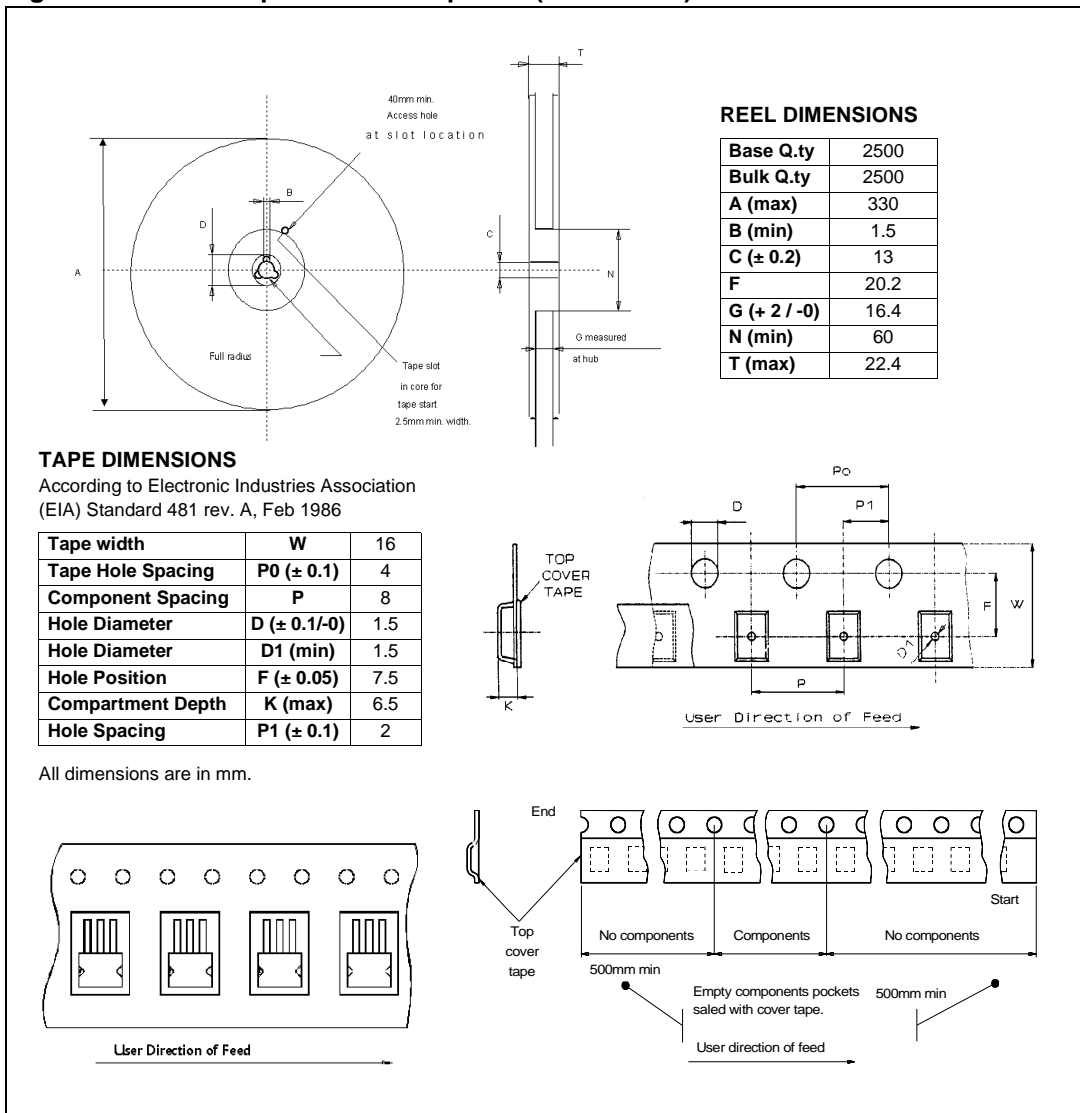 T
40mm min.
Access hole
at slot location
B
D
C
A
N
Full radius
G measured
at hub
Tape slot
in core for
tape start
2.5mm min. width.
REEL DIMENSIONS
Base Q.ty 2500
Bulk Q.ty 2500
A (max) 330
B (min) 1.5
C (± 0.2) 13
F 20.2
G (+ 2 / -0) 16.4
N (min) 60
T (max) 22.4
TAPE DIMENSIONS
According to Electronic Industries Association
(EIA) Standard 481 rev. A, Feb 1986
Tape width W 16
Tape Hole Spacing P0 (± 0.1) 4
Component Spacing P 8
Hole Diameter D (± 0.1/-0) 1.5
Hole Diameter D1 (min) 1.5
Hole Position F (± 0.05) 7.5
Compartment Depth K (max) 6.5
Hole Spacing P1 (± 0.1) 2
All dimensions are in mm.
Po
D
P1
TOP
COVER
TAPE
F
W
D1
P
K
User Direction of Feed
User Direction of Feed
End
Start
Top
cover
tape
No components
Components
No components
500mm min
Empty components pockets
saled with cover tape.
500mm min
User direction of feed